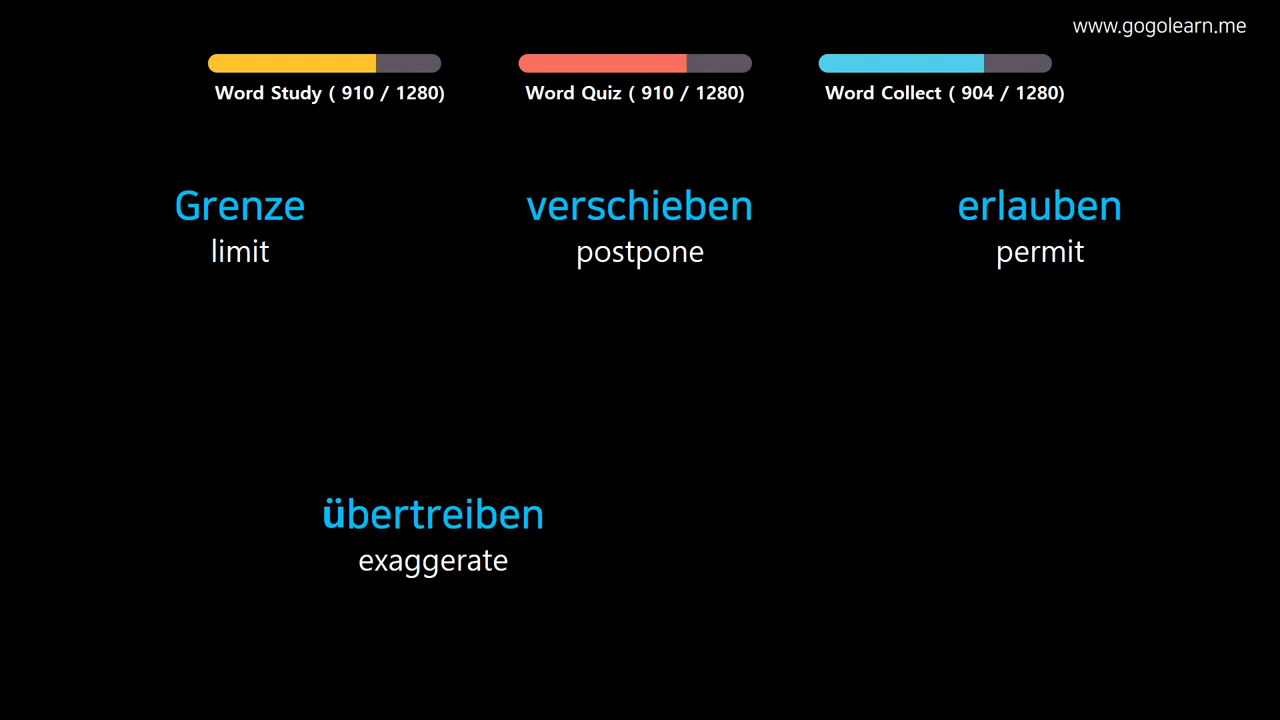 www.gogolearn.me
Word Study ( 910 / 1280)
Word Quiz ( 910 / 1280)
Word Collect ( 904 / 1280)
Grenze
limit
verschieben
postpone
erlauben
permit
übertreiben
exaggerate